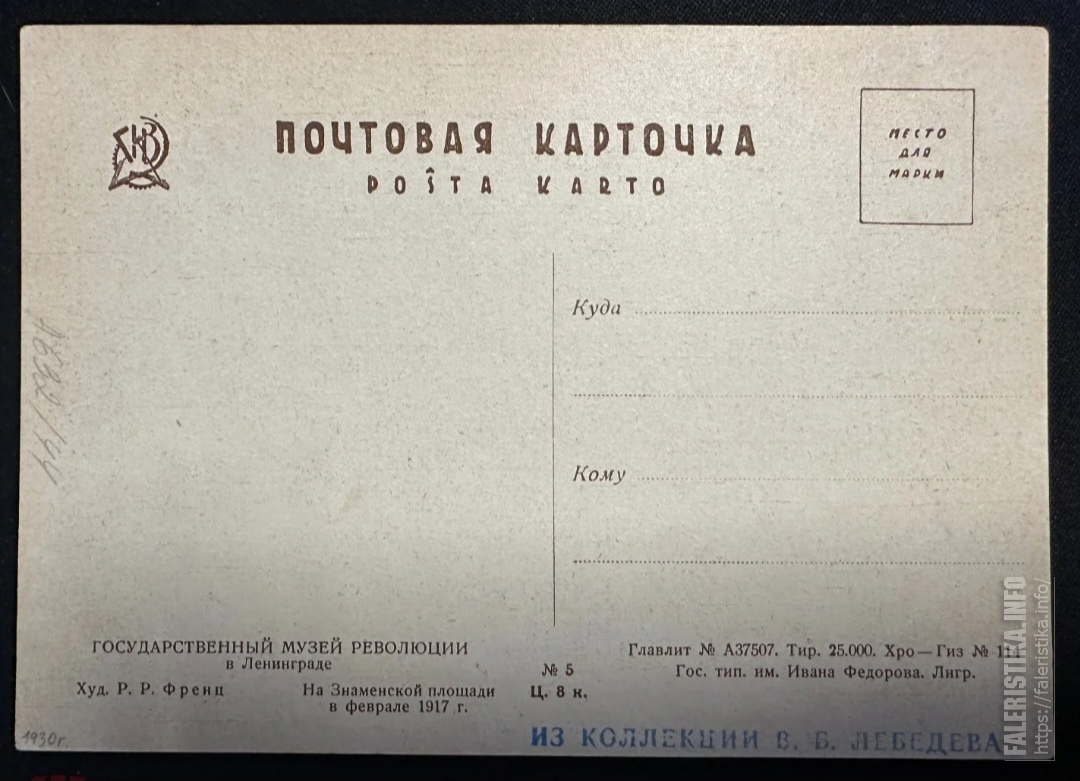 ПОЧТОВАЯ КАРТОЧКА
POŜTA KARTO
МЕСТО
ДЛЯ
МАРКИ
Куда
Кому
ГОСУДАРСТВЕННЫЙ МУЗЕЙ РЕВОЛЮЦИИ
в Ленинграде
Худ. Р. Р. Френц
На Знаменской площади
в феврале 1917 г.
№ 5
Ц. 8 к.
Главлит № А37507. Тир. 25.000. Хро—Гиз №
Гос. тип. им. Ивана Федорова. Лнгр.
1930г.
ИЗ КОЛЛЕКЦИИ В. Б. ЛЕБЕДЕВА
FALERISTIKA.INFO
https://faleristika.info/